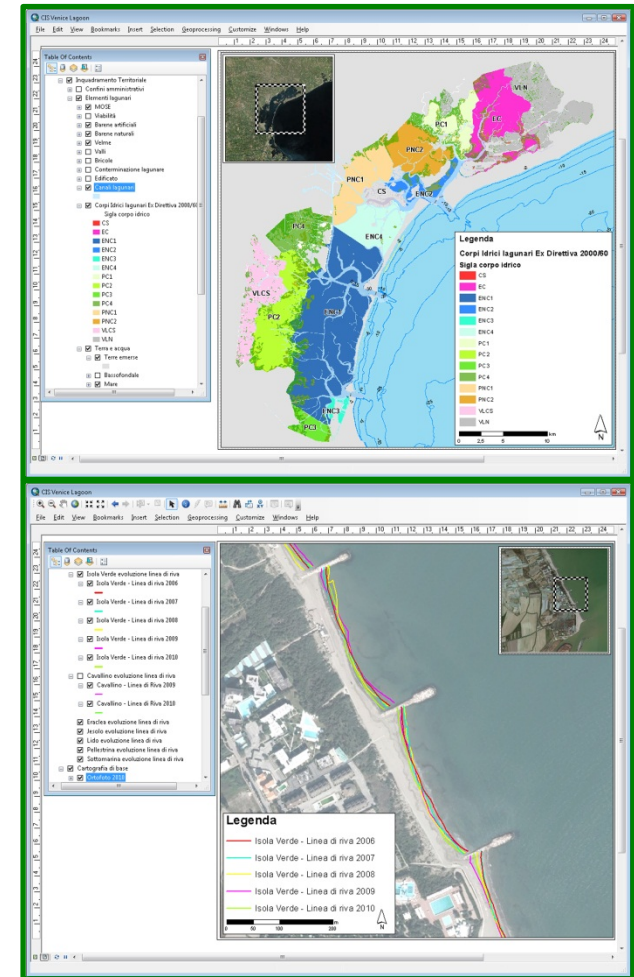 CIS Venice Lagoon
File Edit View Bookmarks Insert Selection Geoprocessing Customize Windows Help
Table Of Contents
Inquadramento Territoriale
Confini amministrativi
Elementi lagunari
MOSE
Viabilità
Barene artificiali
Barene naturali
Velme
Valli
Bricole
Conterminazione lagunare
Edificato
Canali lagunari
Corpi Idrici lagunari Ex Direttiva 2000/60
Sigla corpo idrico
CS
EC
ENC1
ENC2
ENC3
ENC4
PC1
PC2
PC3
PC4
PNC1
PNC2
VLCS
VLN
Terra e acqua
Terre emerse
Bassofondale
Mare
VLN
EC
PC1
PNC2
PNC1
CS
ENC2
PC4
ENC4
VLCS
PC2
ENC1
ENC3
PC3
Legenda
Corpi Idrici lagunari Ex Direttiva 2000/60
Sigla corpo idrico
CS
EC
ENC1
ENC2
ENC3
ENC4
PC1
PC2
PC3
PC4
PNC1
PNC2
VLCS
VLN
km
0 2,5 5 10
N
CIS Venice Lagoon
File Edit View Bookmarks Insert Selection Geoprocessing Customize Windows Help
Table Of Contents
Isola Verde evoluzione linea di riva
Isola Verde - Linea di riva 2006
Isola Verde - Linea di riva 2007
Isola Verde - Linea di riva 2008
Isola Verde - Linea di riva 2009
Isola Verde - Linea di riva 2010
Cavallino evoluzione linea di riva
Cavallino - Linea di Riva 2009
Cavallino - Linea di Riva 2010
Eraclea evoluzione linea di riva
Jesolo evoluzione linea di riva
Lido evoluzione linea di riva
Pellestrina evoluzione linea di riva
Sottomarina evoluzione linea di riva
Cartografia di base
Ortofoto 2010
Legenda
Isola Verde - Linea di riva 2006
Isola Verde - Linea di riva 2007
Isola Verde - Linea di riva 2008
Isola Verde - Linea di riva 2009
Isola Verde - Linea di riva 2010
m
0 50 100 200
N